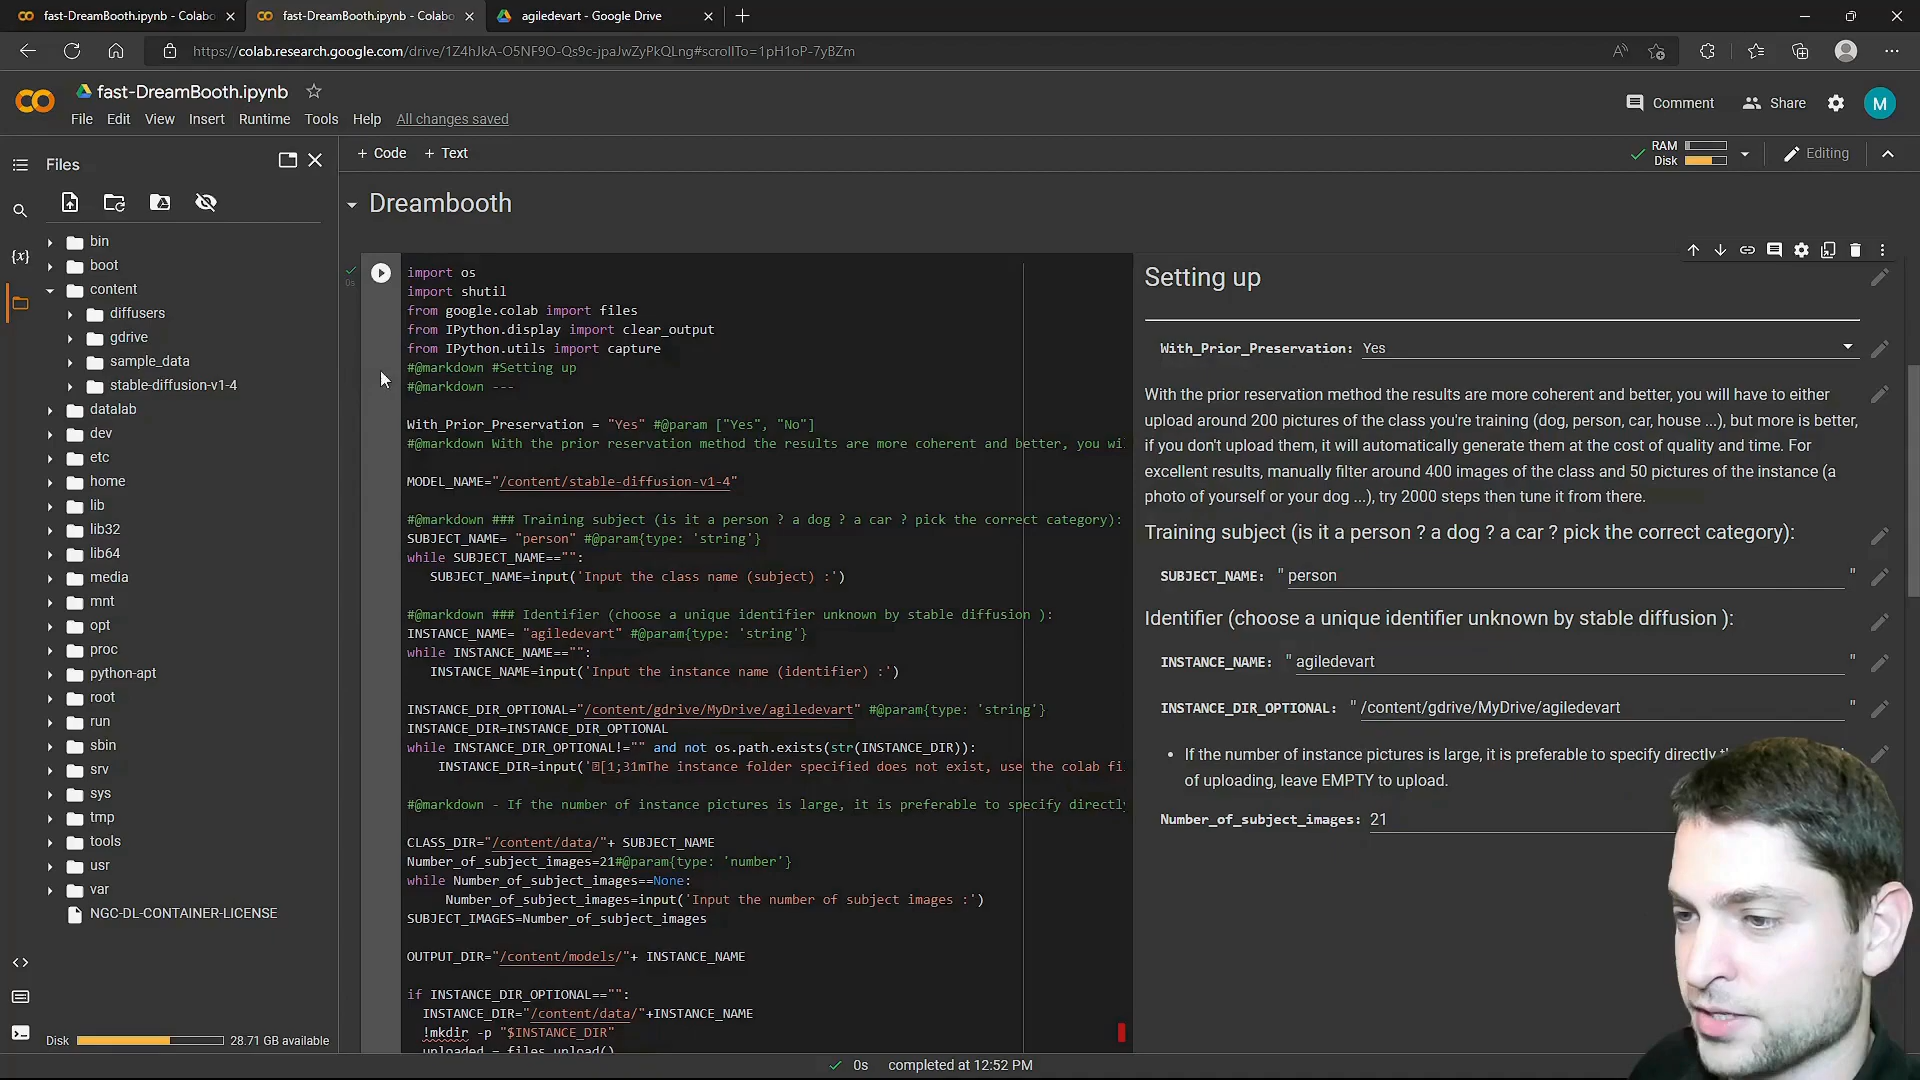 fast-DreamBooth.ipynb - Colabo
fast-DreamBooth.ipynb - Colabo
agiledevart - Google Drive
https://colab.research.google.com/drive/1Z4hJkA-O5NF9O-Qs9c-jpaJwZyPkQLng#scrollTo=1pH1oP-7yBZm
fast-DreamBooth.ipynb
Comment
Share
M
File Edit View Insert Runtime Tools Help All changes saved
Files
+ Code + Text
RAM
Disk
Editing
Dreambooth
bin
boot
content
diffusers
gdrive
sample_data
stable-diffusion-v1-4
datalab
dev
etc
home
lib
lib32
lib64
media
mnt
opt
proc
python-apt
root
run
sbin
srv
sys
tmp
tools
usr
var
NGC-DL-CONTAINER-LICENSE
Disk 28.71 GB available
{x}
0s
import os
import shutil
from google.colab import files
from IPython.display import clear_output
from IPython.utils import capture
#@markdown #Setting up
#@markdown ---
With_Prior_Preservation = "Yes" #@param ["Yes", "No"]
#@markdown With the prior reservation method the results are more coherent and better, you wi
MODEL_NAME="/content/stable-diffusion-v1-4"
#@markdown ### Training subject (is it a person ? a dog ? a car ? pick the correct category):
SUBJECT_NAME= "person" #@param{type: 'string'}
while SUBJECT_NAME=="":
SUBJECT_NAME=input('Input the class name (subject) :')
#@markdown ### Identifier (choose a unique identifier unknown by stable diffusion ):
INSTANCE_NAME= "agiledevart" #@param{type: 'string'}
while INSTANCE_NAME=="":
INSTANCE_NAME=input('Input the instance name (identifier) :')
INSTANCE_DIR_OPTIONAL="/content/gdrive/MyDrive/agiledevart" #@param{type: 'string'}
INSTANCE_DIR=INSTANCE_DIR_OPTIONAL
while INSTANCE_DIR_OPTIONAL!="" and not os.path.exists(str(INSTANCE_DIR)):
INSTANCE_DIR=input('[1;31mThe instance folder specified does not exist, use the colab fi
#@markdown - If the number of instance pictures is large, it is preferable to specify directly
CLASS_DIR="/content/data/"+ SUBJECT_NAME
Number_of_subject_images=21#@param{type: 'number'}
while Number_of_subject_images==None:
Number_of_subject_images=input('Input the number of subject images :')
SUBJECT_IMAGES=Number_of_subject_images
OUTPUT_DIR="/content/models/"+ INSTANCE_NAME
if INSTANCE_DIR_OPTIONAL=="":
INSTANCE_DIR="/content/data/"+INSTANCE_NAME
!mkdir -p "$INSTANCE_DIR"
uploaded = files.upload()
Setting up
With_Prior_Preservation: Yes
With the prior reservation method the results are more coherent and better, you will have to either
upload around 200 pictures of the class you're training (dog, person, car, house ...), but more is better,
if you don't upload them, it will automatically generate them at the cost of quality and time. For
excellent results, manually filter around 400 images of the class and 50 pictures of the instance (a
photo of yourself or your dog ...), try 2000 steps then tune it from there.
Training subject (is it a person ? a dog ? a car ? pick the correct category):
SUBJECT_NAME: " person "
Identifier (choose a unique identifier unknown by stable diffusion ):
INSTANCE_NAME: " agiledevart "
INSTANCE_DIR_OPTIONAL: " /content/gdrive/MyDrive/agiledevart "
If the number of instance pictures is large, it is preferable to specify directly
of uploading, leave EMPTY to upload.
Number_of_subject_images: 21
0s completed at 12:52 PM